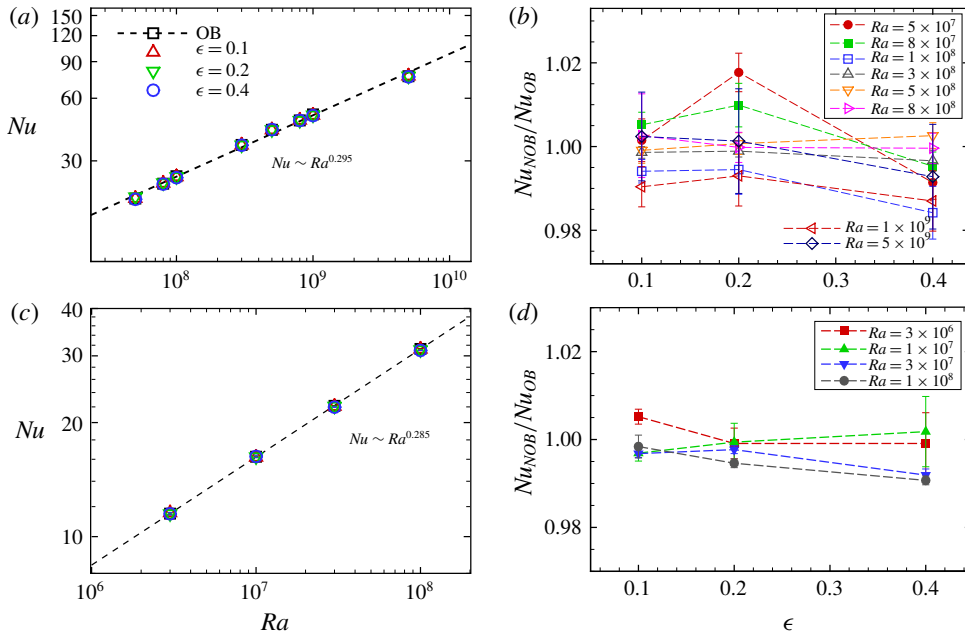 (a)
150
90
60
30
Nu
OB
ϵ = 0.1
ϵ = 0.2
ϵ = 0.4
Nu ~ Ra^0.295
10^8
10^9
10^10
(b)
1.02
1.00
0.98
Nu_NOB/Nu_OB
Ra = 5 × 10^7
Ra = 8 × 10^7
Ra = 1 × 10^8
Ra = 3 × 10^8
Ra = 5 × 10^8
Ra = 8 × 10^8
Ra = 1 × 10^9
Ra = 5 × 10^9
0.1
0.2
0.3
0.4
(c)
40
30
20
10
Nu
Nu ~ Ra^0.285
10^6
10^7
10^8
Ra
(d)
1.02
1.00
0.98
Nu_NOB/Nu_OB
Ra = 3 × 10^6
Ra = 1 × 10^7
Ra = 3 × 10^7
Ra = 1 × 10^8
0.1
0.2
0.3
0.4
ϵ